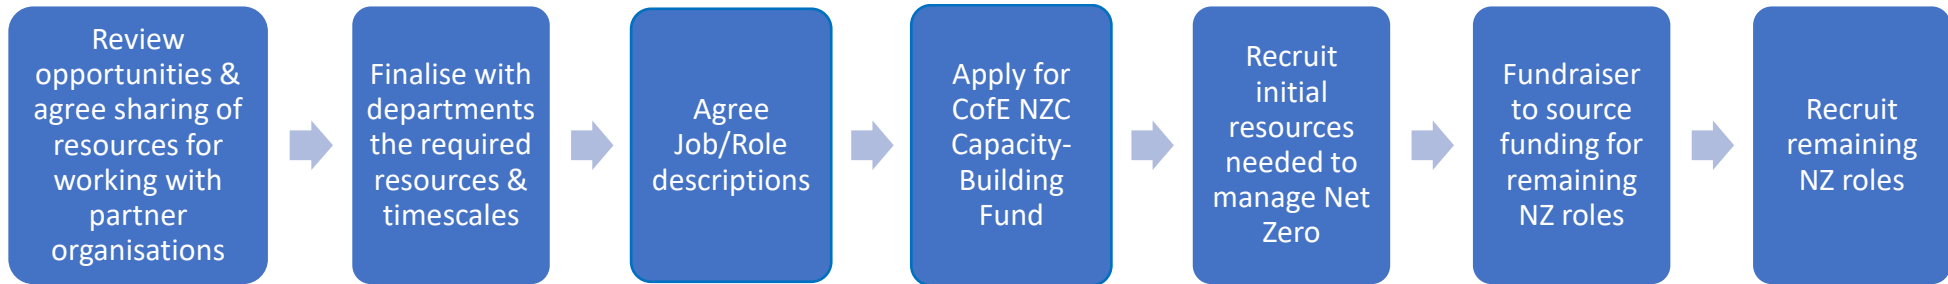 Review
opportunities &
agree sharing of
resources for
working with
partner
organisations
Finalise with
departments
the required
resources &
timescales
Agree
Job/Role
descriptions
Apply for
CofE NZC
Capacity-
Building
Fund
Recruit
initial
resources
needed to
manage Net
Zero
Fundraiser
to source
funding for
remaining
NZ roles
Recruit
remaining
NZ roles